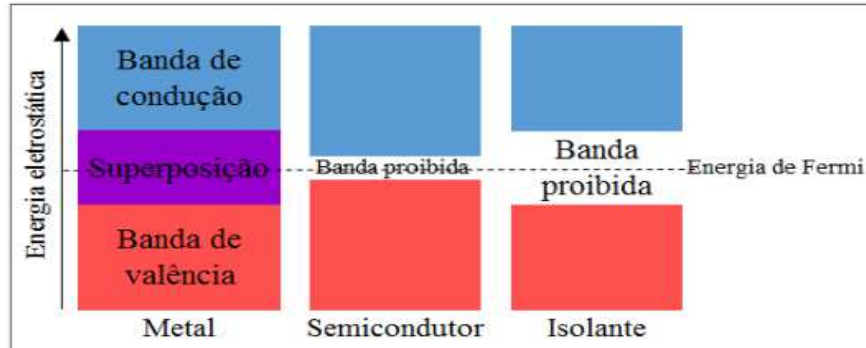 Energia eletrostática
Banda de
condução
Superposição
Banda de
valência
Metal
Banda proibida
Semicondutor
Banda
proibida
Isolante
Energia de Fermi